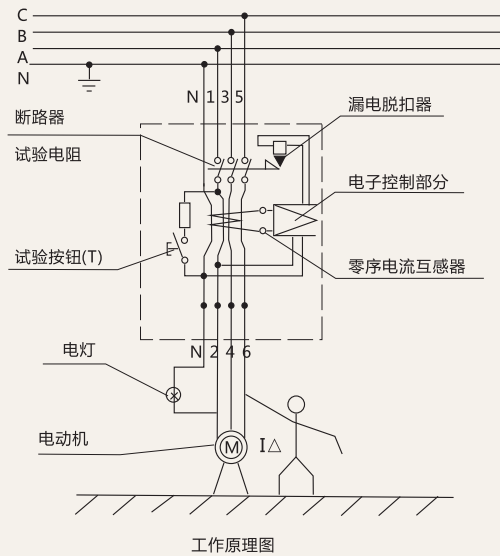 C
B
A
N
N 1 3 5
断路器
漏电脱扣器
试验电阻
电子控制部分
试验按钮(T)
零序电流互感器
N 2 4 6
电灯
电动机
M
I△
工作原理图